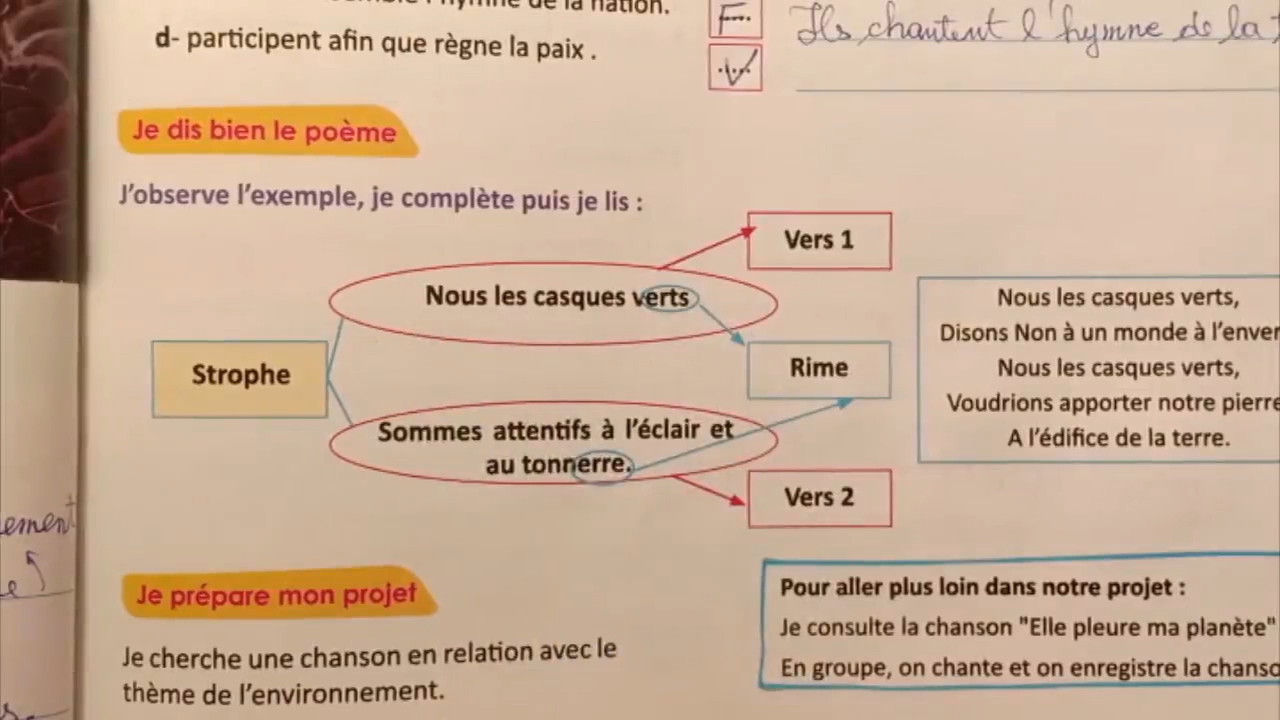 l'hymne de la nation.
F...
Ils chantent l'hymne de la
d- participent afin que règne la paix .
Je dis bien le poème
J'observe l'exemple, je complète puis je lis :
Vers 1
Nous les casques verts
Strophe
Rime
Sommes attentifs à l'éclair et
au tonnerre.
Vers 2
Nous les casques verts,
Disons Non à un monde à l'enver
Nous les casques verts,
Voudrions apporter notre pierre
A l'édifice de la terre.
ement
Je prépare mon projet
Je cherche une chanson en relation avec le
thème de l'environnement.
Pour aller plus loin dans notre projet :
Je consulte la chanson "Elle pleure ma planète"
En groupe, on chante et on enregistre la chanso